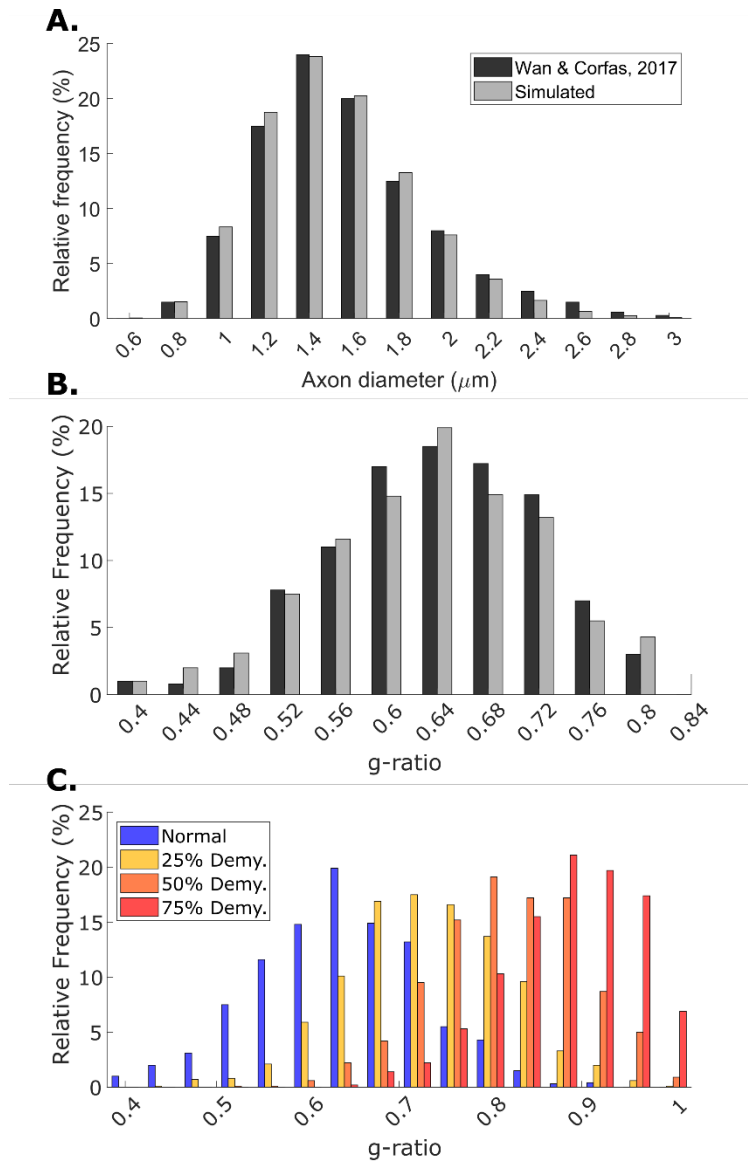 A.
25
20
15
10
5
0
Relative frequency (%)
Wan & Corfas, 2017
Simulated
0.6 0.8 1 1.2 1.4 1.6 1.8 2 2.2 2.4 2.6 2.8 3
Axon diameter (μm)
B.
20
15
10
5
0
Relative Frequency (%)
0.4 0.44 0.48 0.52 0.56 0.6 0.64 0.68 0.72 0.76 0.8 0.84
g-ratio
C.
25
20
15
10
5
0
Relative Frequency (%)
Normal
25% Demy.
50% Demy.
75% Demy.
0.4 0.5 0.6 0.7 0.8 0.9 1
g-ratio